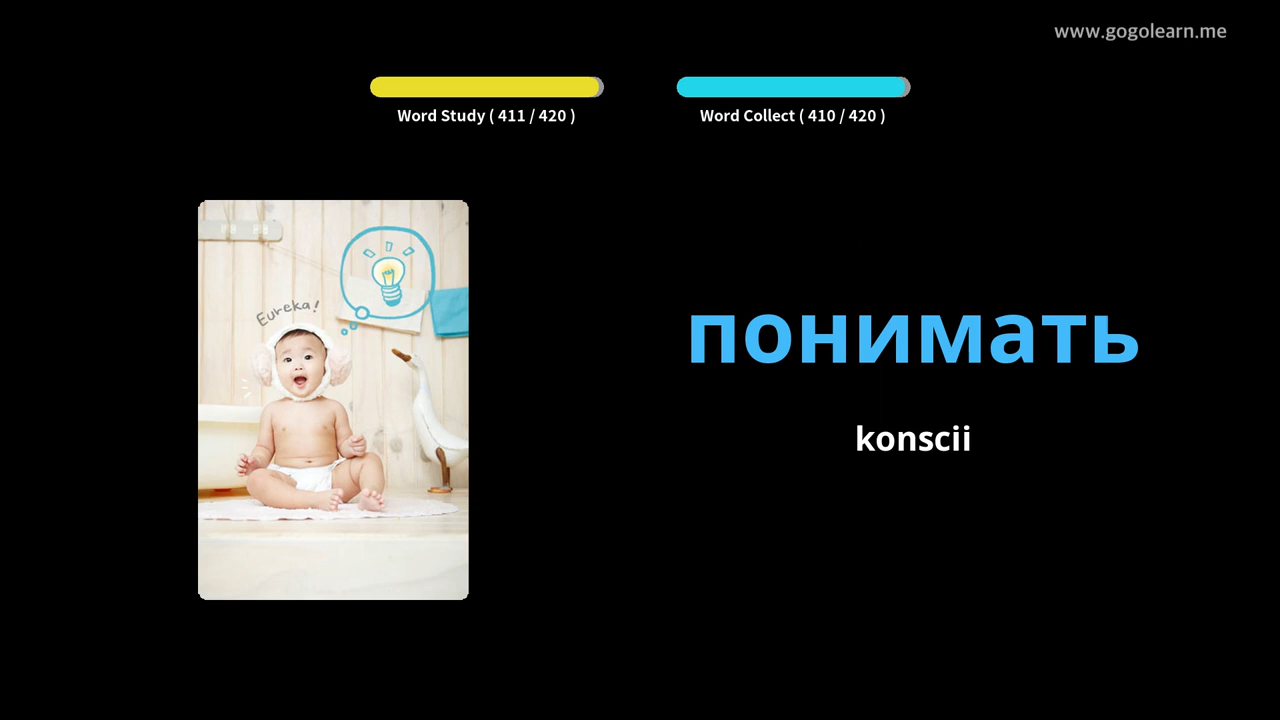 www.gogolearn.me
Word Study ( 411 / 420 )
Word Collect ( 410 / 420 )
Eureka!
понимать
konscii